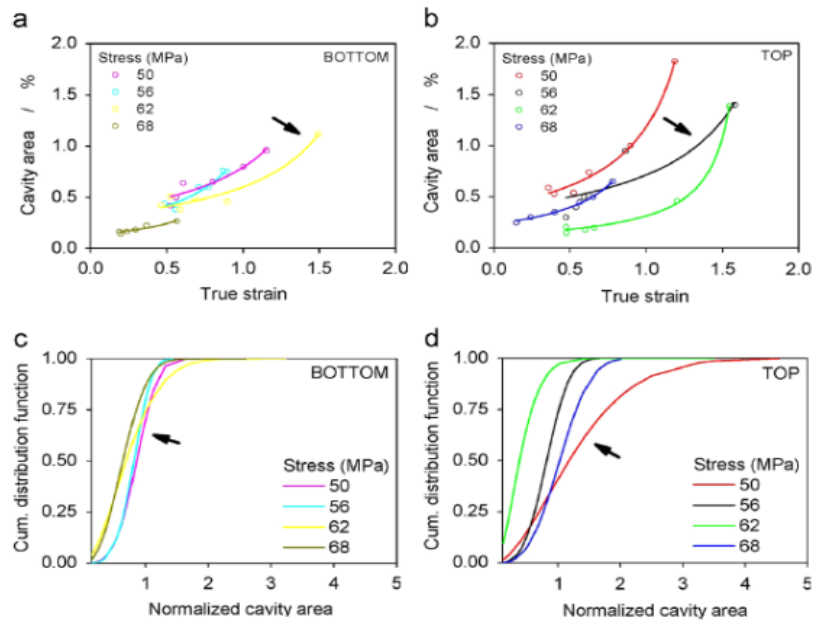 a
2.0
1.5
1.0
0.5
0.0
Cavity area / %
Stress (MPa)
50
56
62
68
BOTTOM
0.0 0.5 1.0 1.5 2.0
True strain
b
2.0
1.5
1.0
0.5
0.0
Cavity area / %
Stress (MPa)
50
56
62
68
TOP
0.0 0.5 1.0 1.5 2.0
True strain
c
1.00
0.75
0.50
0.25
0.00
Cum. distribution function
BOTTOM
Stress (MPa)
50
56
62
68
1 2 3 4 5
Normalized cavity area
d
1.00
0.75
0.50
0.25
0.00
Cum. distribution function
TOP
Stress (MPa)
50
56
62
68
1 2 3 4 5
Normalized cavity area